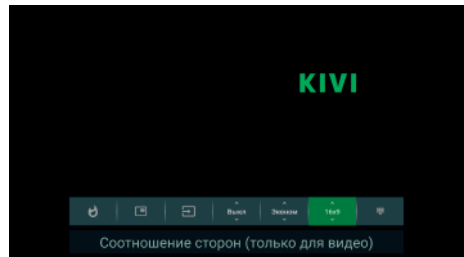 KIVI
Выкл Эконом 16x9
Соотношение сторон (только для видео)